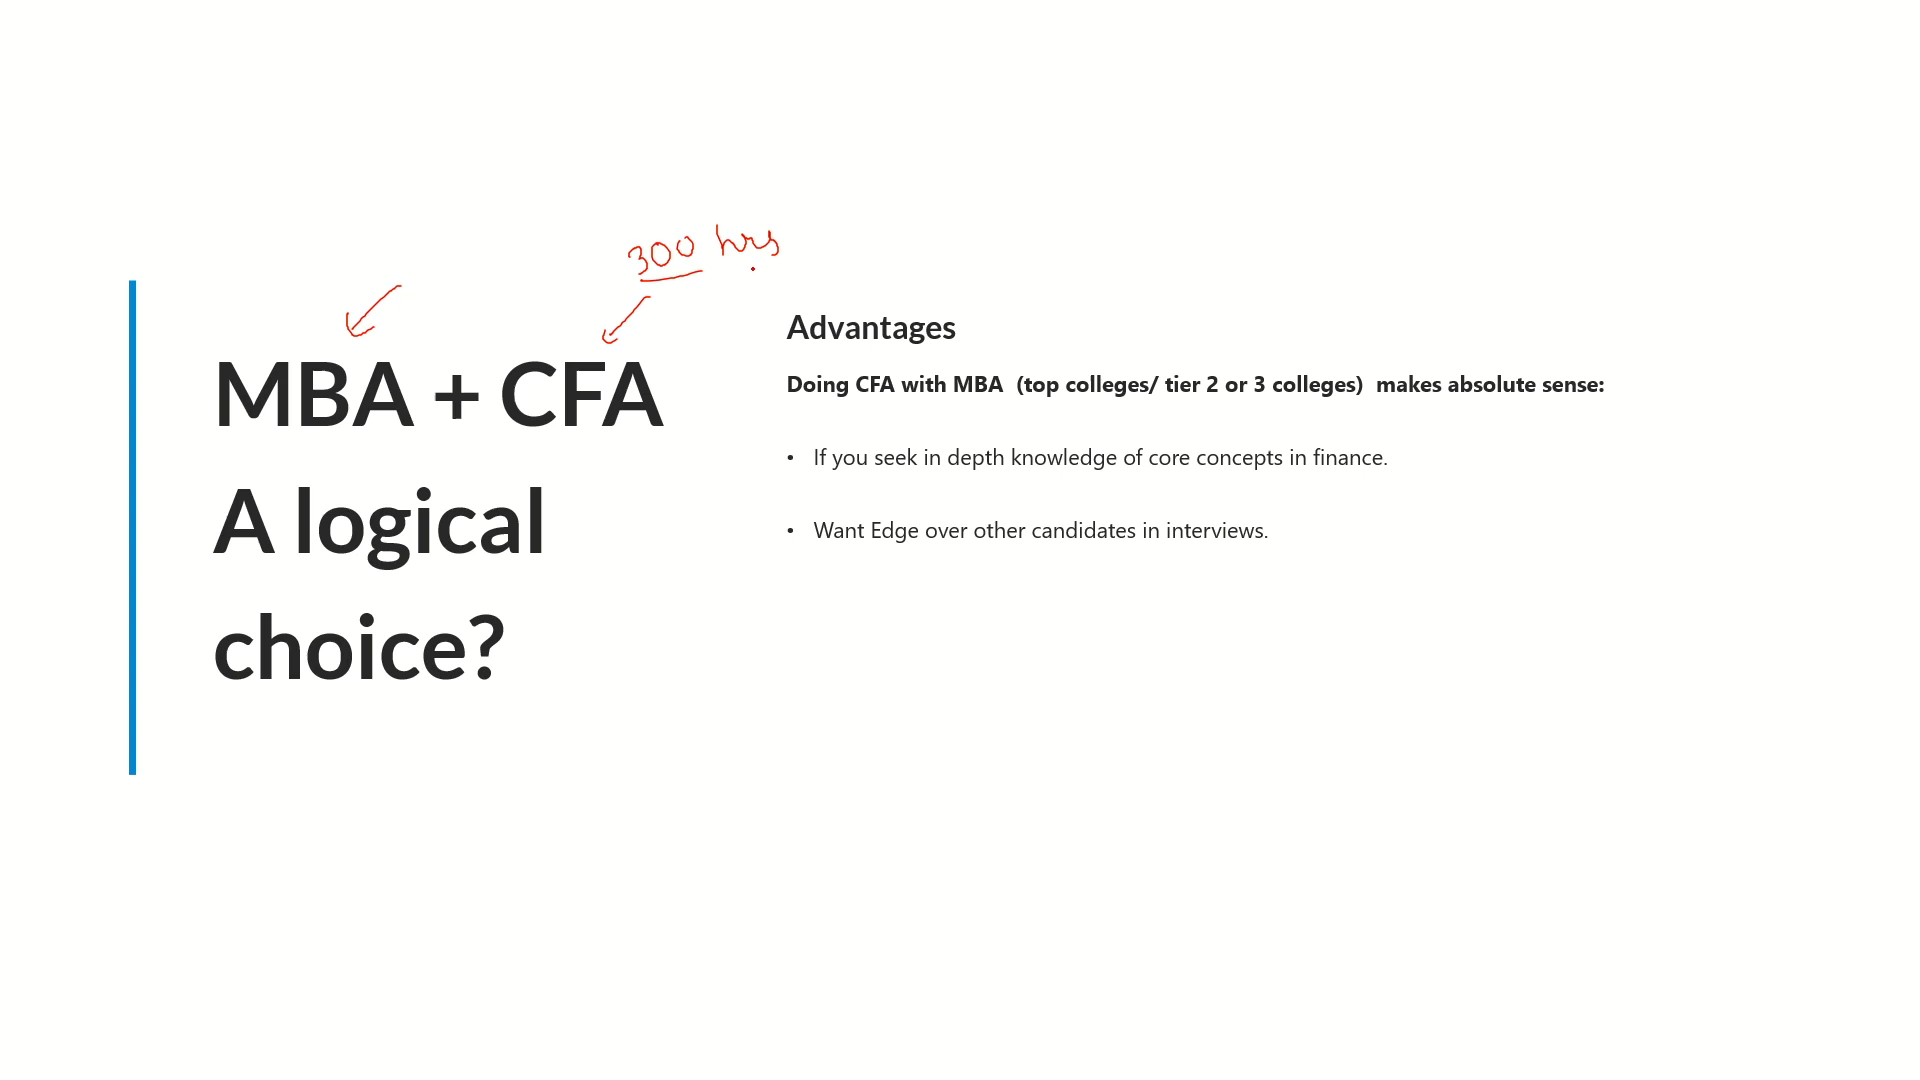 300 hrs
MBA + CFA
A logical
choice?
Advantages
Doing CFA with MBA  (top colleges/ tier 2 or 3 colleges)  makes absolute sense:
• If you seek in depth knowledge of core concepts in finance.
• Want Edge over other candidates in interviews.